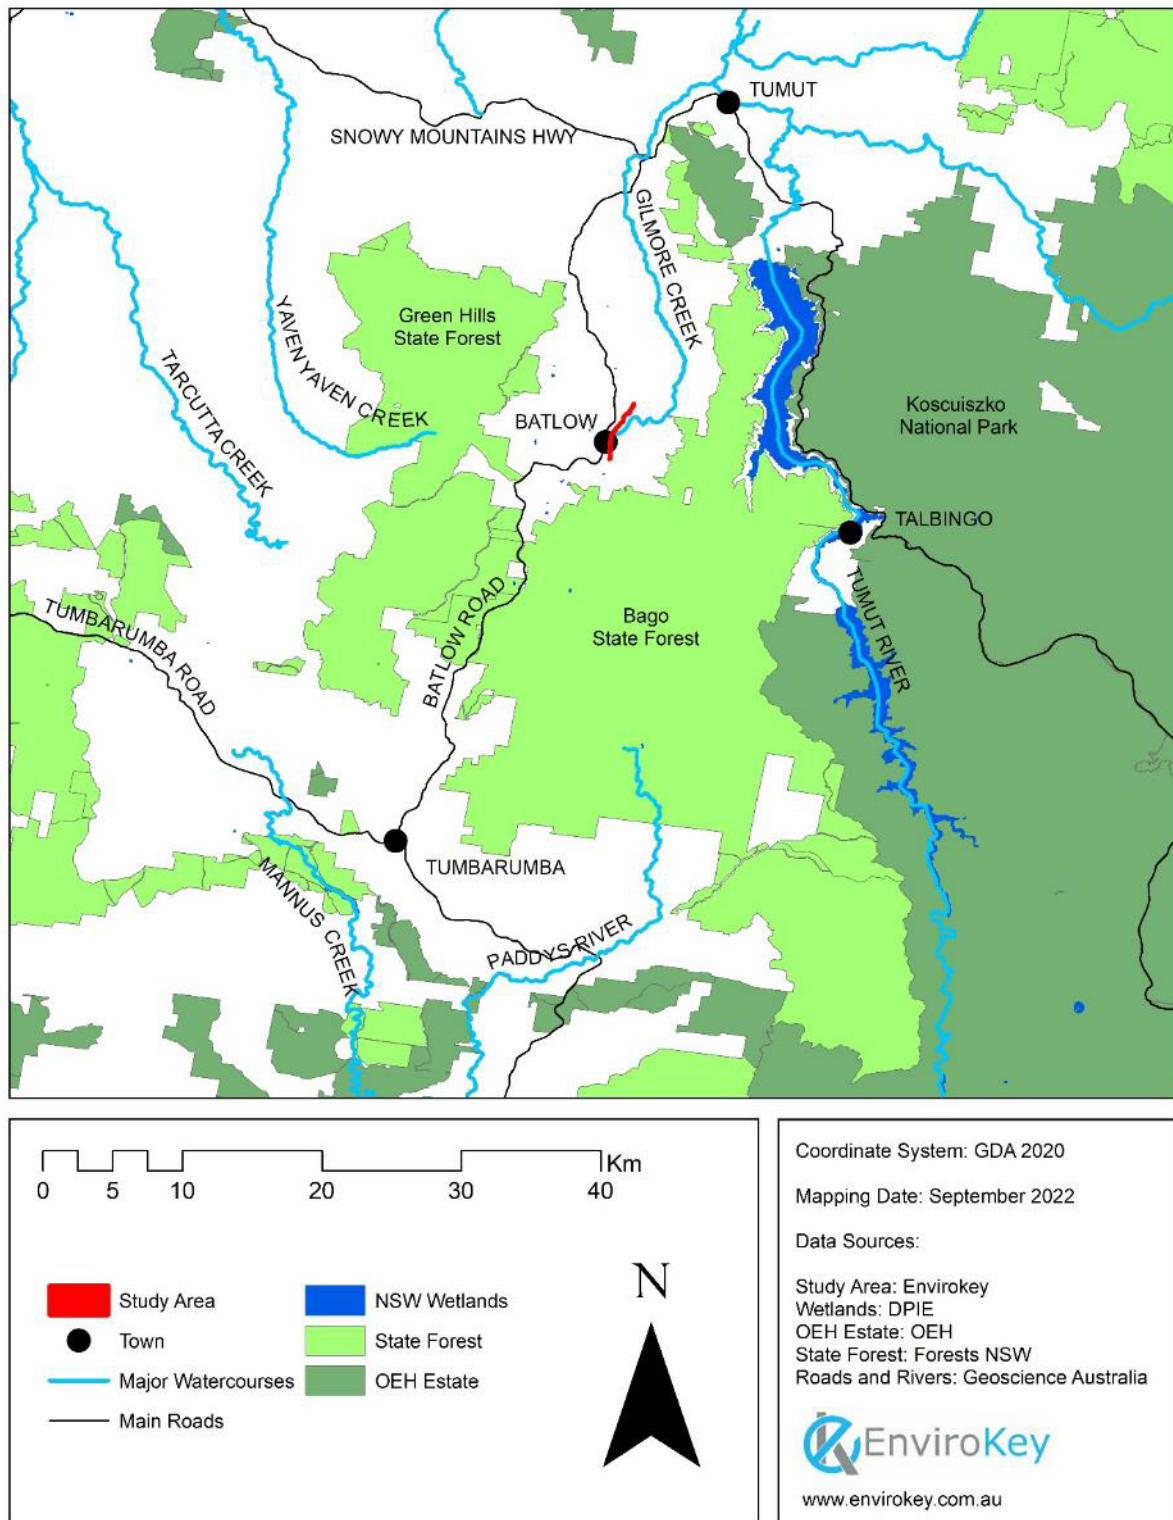 TUMUT
SNOWY MOUNTAINS HWY
GILMORE CREEK
Green Hills
State Forest
YAVEN YAVEN CREEK
TARCUTTA CREEK
BATLOW
Koscuiszko
National Park
TALBINGO
TUMUT RIVER
BATLOW ROAD
Bago
State Forest
TUMBARUMBA ROAD
TUMBARUMBA
MANNUS CREEK
PADDYS RIVER
Km
0 5 10 20 30 40
Study Area
Town
Major Watercourses
Main Roads
NSW Wetlands
State Forest
OEH Estate
N
Coordinate System: GDA 2020
Mapping Date: September 2022
Data Sources:
Study Area: Envirokey
Wetlands: DPIE
OEH Estate: OEH
State Forest: Forests NSW
Roads and Rivers: Geoscience Australia
EnviroKey
www.envirokey.com.au